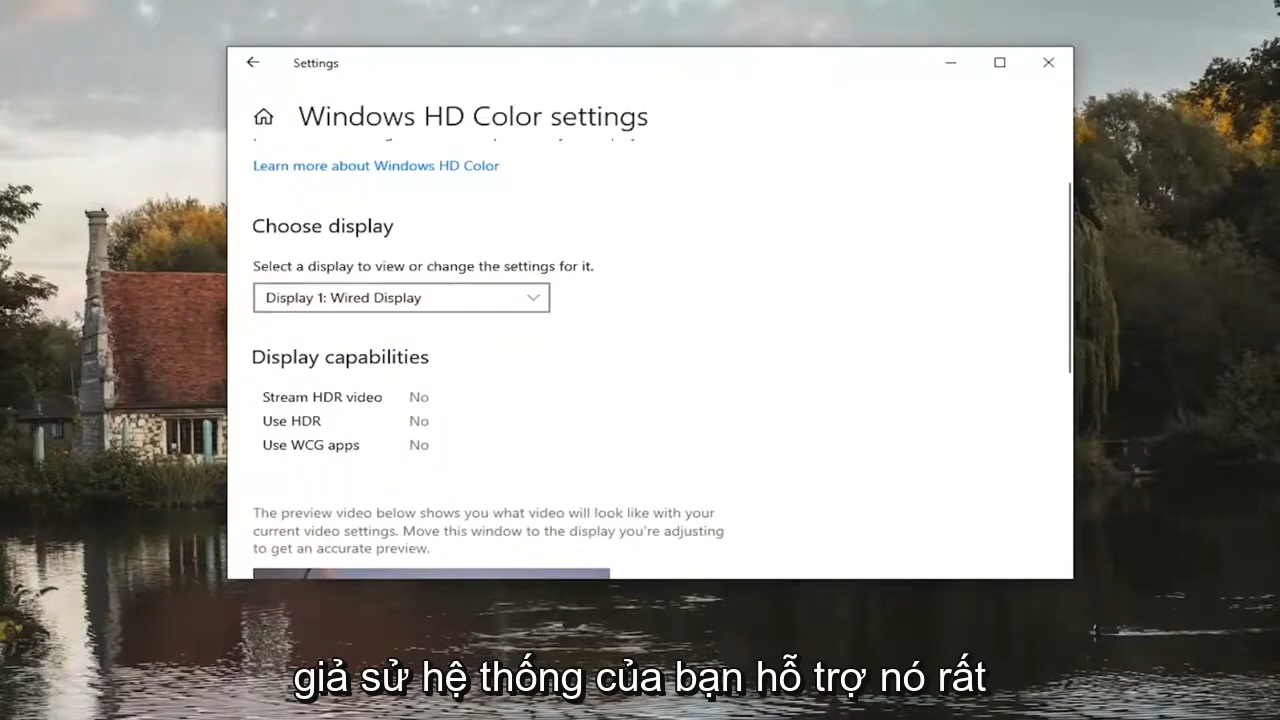 Settings
Windows HD Color settings
Learn more about Windows HD Color
Choose display
Select a display to view or change the settings for it.
Display 1: Wired Display
Display capabilities
Stream HDR video No
Use HDR No
Use WCG apps No
The preview video below shows you what video will look like with your
current video settings. Move this window to the display you're adjusting
to get an accurate preview.
giả sử hệ thống của bạn hỗ trợ nó rất